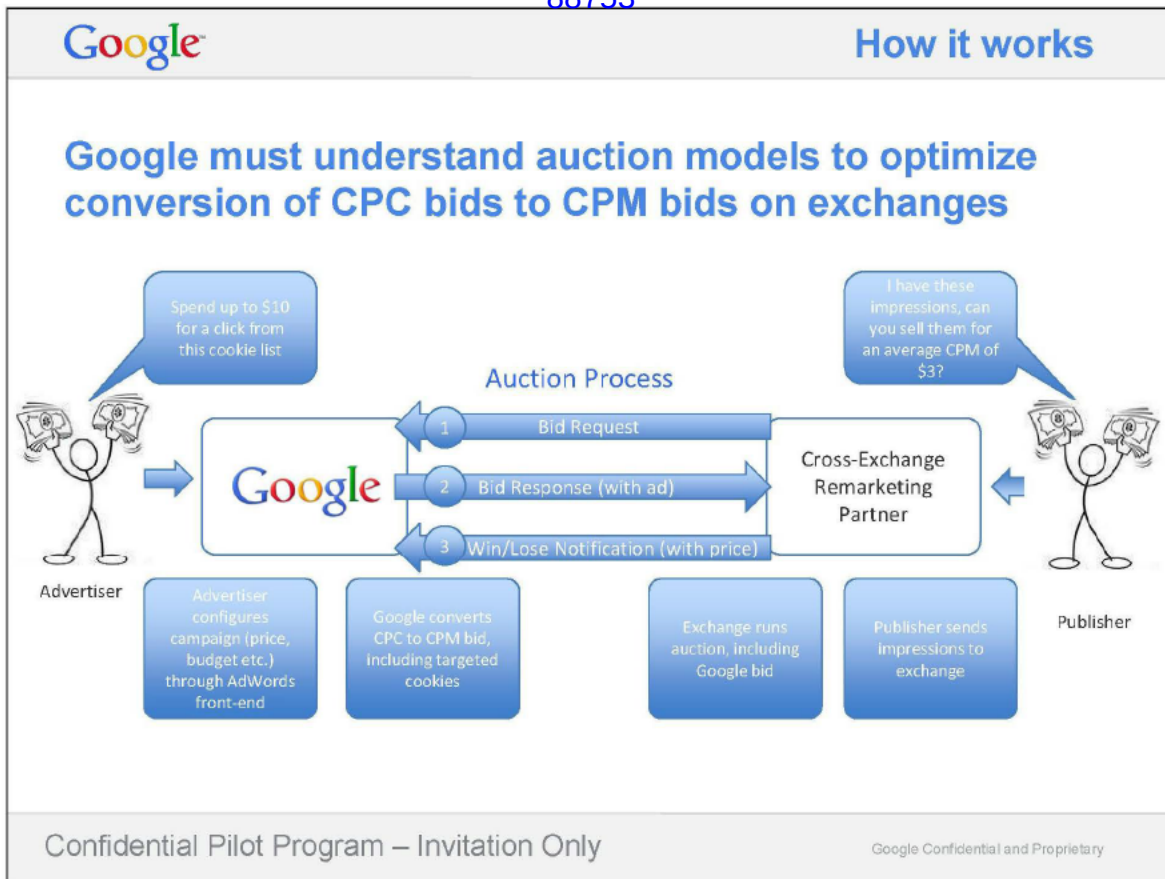 88753
Google™
How it works
Google must understand auction models to optimize
conversion of CPC bids to CPM bids on exchanges
Spend up to $10
for a click from
this cookie list
I have these
impressions, can
you sell them for
an average CPM of
$3?
Auction Process
1 Bid Request
Google
2 Bid Response (with ad)
3 Win/Lose Notification (with price)
Cross-Exchange
Remarketing
Partner
Advertiser
Publisher
Advertiser
configures
campaign (price,
budget etc.)
through AdWords
front-end
Google converts
CPC to CPM bid,
including targeted
cookies
Exchange runs
auction, including
Google bid
Publisher sends
impressions to
exchange
Confidential Pilot Program – Invitation Only
Google Confidential and Proprietary